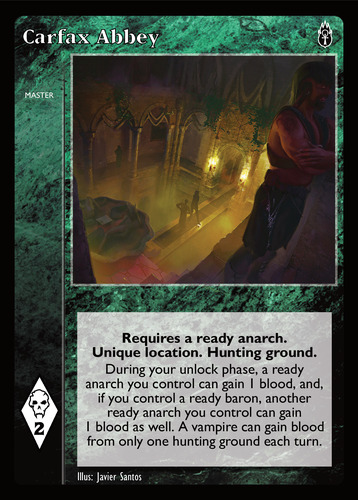 Carfax Abbey
MASTER
Requires a ready anarch.
Unique location. Hunting ground.
During your unlock phase, a ready
anarch you control can gain 1 blood, and,
if you control a ready baron, another
ready anarch you control can gain
1 blood as well. A vampire can gain blood
from only one hunting ground each turn.
2
Illus: Javier Santos